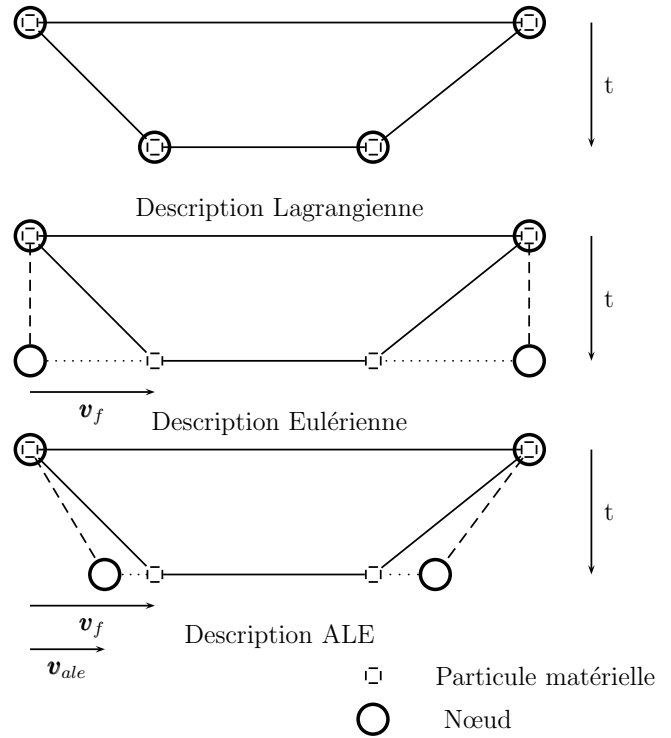 t
Description Lagrangienne
t
v_f
Description Eulérienne
t
v_f
Description ALE
v_ale
Particule matérielle
Nœud